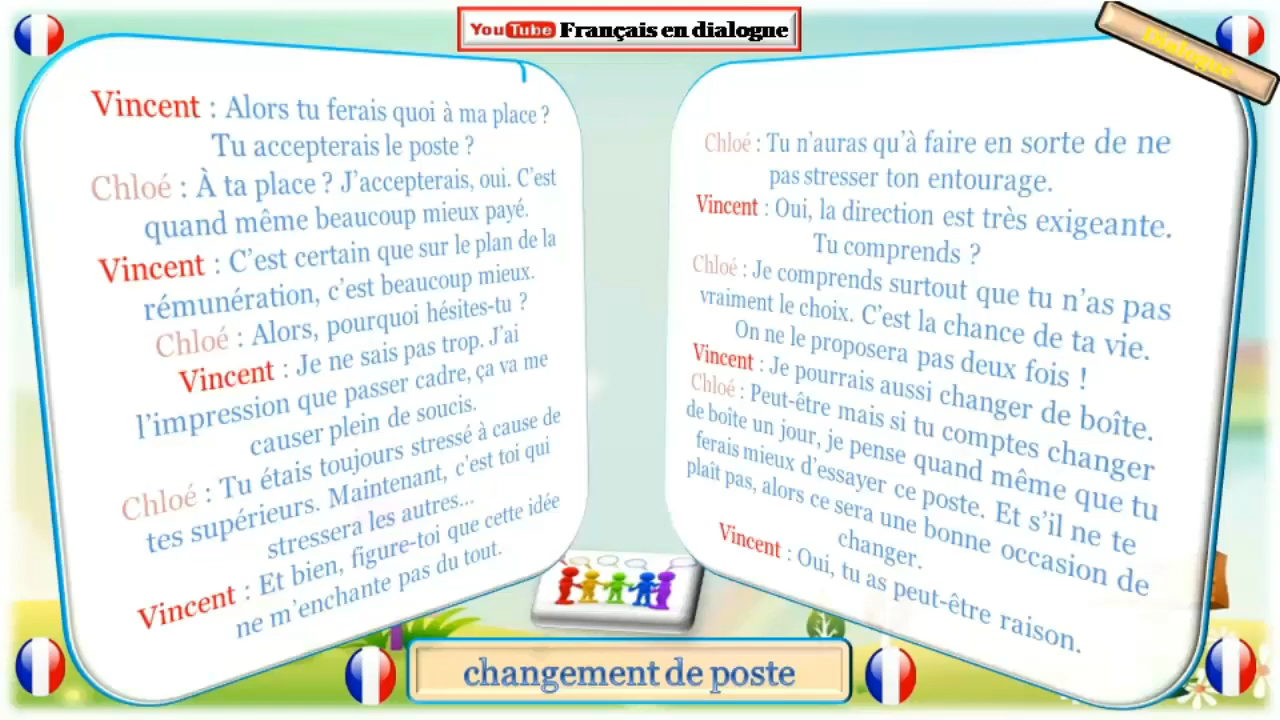 YouTube Français en dialogue
Dialogue
Vincent : Alors tu ferais quoi à ma place ?
Tu accepterais le poste ?
Chloé : À ta place ? J'accepterais, oui. C'est
quand même beaucoup mieux payé.
Vincent : C'est certain que sur le plan de la
rémunération, c'est beaucoup mieux.
Chloé : Alors, pourquoi hésites-tu ?
Vincent : Je ne sais pas trop. J'ai
l'impression que passer cadre, ça va me
causer plein de soucis.
Chloé : Tu étais toujours stressé à cause de
tes supérieurs. Maintenant, c'est toi qui
stressera les autres...
Vincent : Et bien, figure-toi que cette idée
ne m'enchante pas du tout.
Chloé : Tu n'auras qu'à faire en sorte de ne
pas stresser ton entourage.
Vincent : Oui, la direction est très exigeante.
Tu comprends ?
Chloé : Je comprends surtout que tu n'as pas
vraiment le choix. C'est la chance de ta vie.
On ne le proposera pas deux fois !
Vincent : Je pourrais aussi changer de boîte.
Chloé : Peut-être mais si tu comptes changer
de boîte un jour, je pense quand même que tu
ferais mieux d'essayer ce poste. Et s'il ne te
plaît pas, alors ce sera une bonne occasion de
changer.
Vincent : Oui, tu as peut-être raison.
changement de poste